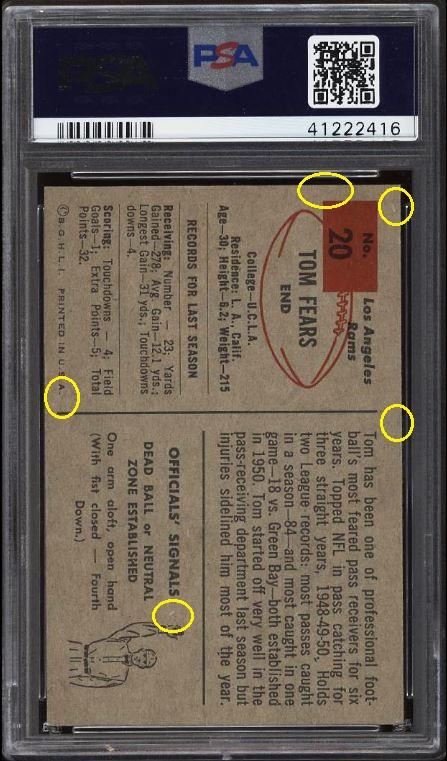 PSA
41222416
No.
20
Los Angeles
Rams
TOM FEARS
END
College—U.C.L.A.
Residence: L. A., Calif.
Age—30; Height—6.2; Weight—215
RECORDS FOR LAST SEASON
Receiving: Number — 23; Yards
Gained—278; Avg. Gain—12.1 yds.;
Longest Gain—31 yds.; Touchdowns
downs—4.
Scoring: Touchdowns — 4; Field
Goals—1; Extra Points—5; Total
Points—32.
©B.G.H.L.I. PRINTED IN U.S.A.
Tom has been one of professional foot-
ball's most feared pass receivers for six
years. Topped NFL in pass catching for
three straight years, 1948-49-50. Holds
two League records: most passes caught
in a season—84—and most caught in one
game—18 vs. Green Bay—both established
in 1950. Tom started off very well in the
pass-receiving department last season but
injuries sidelined him most of the year.
OFFICIALS' SIGNALS
DEAD BALL or NEUTRAL
ZONE ESTABLISHED
One arm aloft, open hand
(With fist closed — Fourth
Down.)